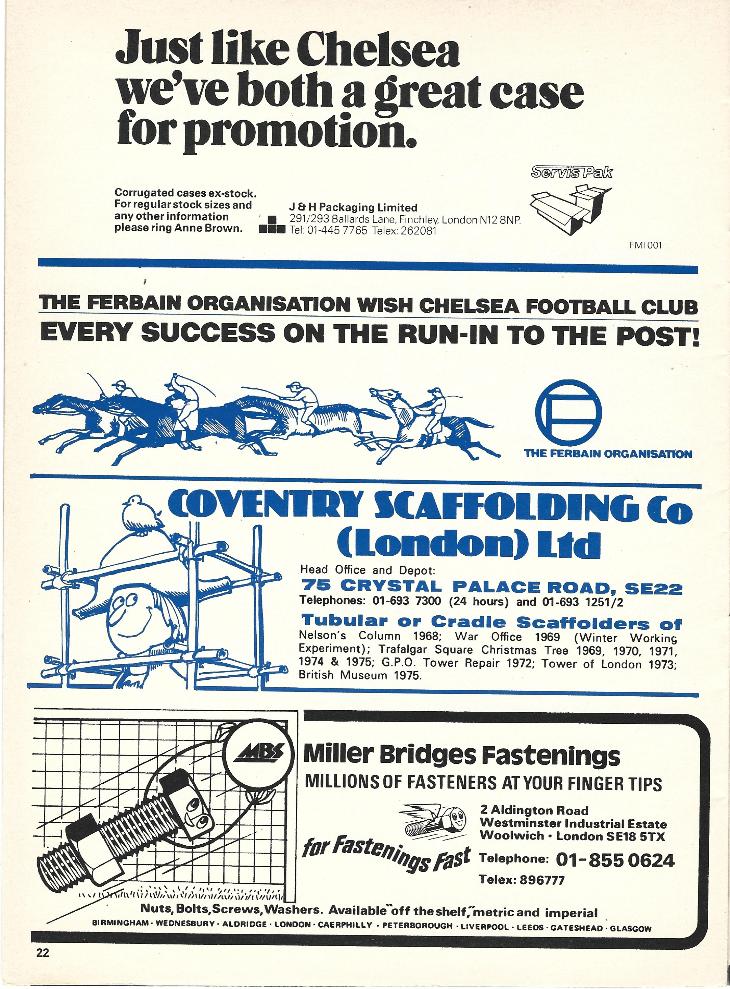 Just like Chelsea
we've both a great case
for promotion.
Corrugated cases ex-stock.
For regular stock sizes and
any other information
please ring Anne Brown.
J & H Packaging Limited
291/293 Ballards Lane, Finchley, London N12 8NP.
Tel: 01-445 7765 Telex: 262081
Servis Pak
FMI 001
THE FERBAIN ORGANISATION WISH CHELSEA FOOTBALL CLUB
EVERY SUCCESS ON THE RUN-IN TO THE POST!
THE FERBAIN ORGANISATION
COVENTRY SCAFFOLDING Co
(London) Ltd
Head Office and Depot:
75 CRYSTAL PALACE ROAD, SE22
Telephones: 01-693 7300 (24 hours) and 01-693 1251/2
Tubular or Cradle Scaffolders of
Nelson's Column 1968; War Office 1969 (Winter Working
Experiment); Trafalgar Square Christmas Tree 1969, 1970, 1971,
1974 & 1975; G.P.O. Tower Repair 1972; Tower of London 1973;
British Museum 1975.
MBS
Miller Bridges Fastenings
MILLIONS OF FASTENERS AT YOUR FINGER TIPS
for Fastenings Fast
2 Aldington Road
Westminster Industrial Estate
Woolwich · London SE18 5TX
Telephone: 01-855 0624
Telex: 896777
Nuts, Bolts, Screws, Washers. Available "off the shelf," metric and imperial
BIRMINGHAM · WEDNESBURY · ALDRIDGE · LONDON · CAERPHILLY · PETERBOROUGH · LIVERPOOL · LEEDS · GATESHEAD · GLASGOW
22